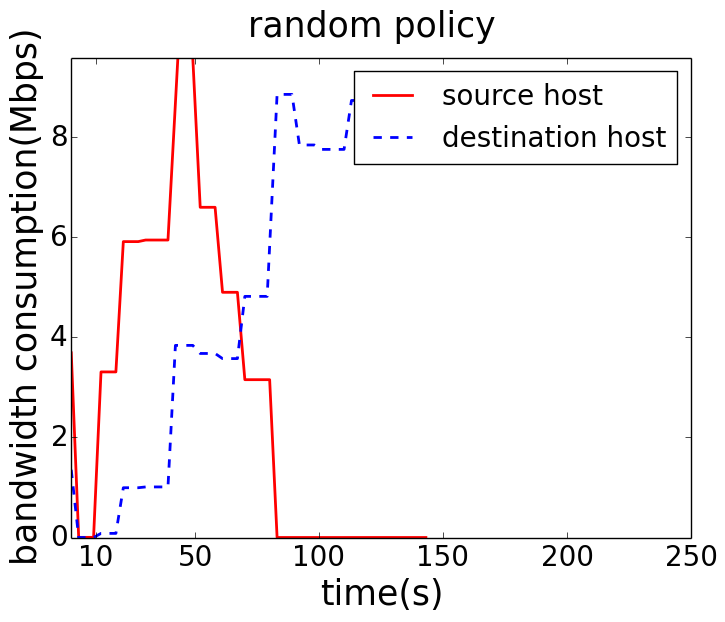 random policy
bandwidth consumption(Mbps)
8
6
4
2
0
source host
destination host
10 50 100 150 200 250
time(s)